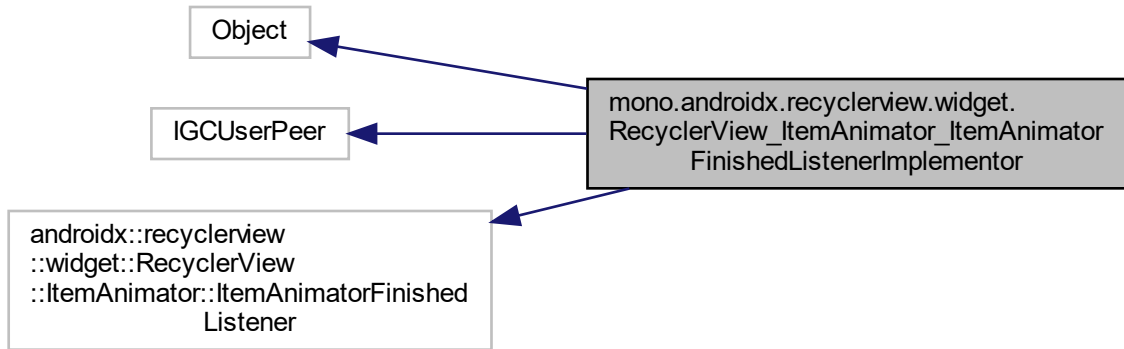 Object
IGCUserPeer
androidx::recyclerview
::widget::RecyclerView
::ItemAnimator::ItemAnimatorFinished
Listener
mono.androidx.recyclerview.widget.
RecyclerView_ItemAnimator_ItemAnimator
FinishedListenerImplementor